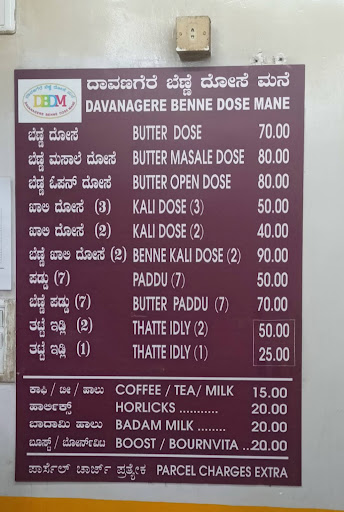 DBDM
ದಾವಣಗೆರೆ ಬೆಣ್ಣೆ ದೋಸೆ ಮನೆ
DAVANAGERE BENNE DOSE MANE
ಬೆಣ್ಣೆ ದೋಸೆ BUTTER DOSE 70.00
ಬೆಣ್ಣೆ ಮಸಾಲೆ ದೋಸೆ BUTTER MASALE DOSE 80.00
ಬೆಣ್ಣೆ ಓಪನ್ ದೋಸೆ BUTTER OPEN DOSE 80.00
ಖಾಲಿ ದೋಸೆ (3) KALI DOSE (3) 50.00
ಖಾಲಿ ದೋಸೆ (2) KALI DOSE (2) 40.00
ಬೆಣ್ಣೆ ಖಾಲಿ ದೋಸೆ (2) BENNE KALI DOSE (2) 90.00
ಪಡ್ಡು (7) PADDU (7) 50.00
ಬೆಣ್ಣೆ ಪಡ್ಡು (7) BUTTER PADDU (7) 70.00
ತಟ್ಟೆ ಇಡ್ಲಿ (2) THATTE IDLY (2) 50.00
ತಟ್ಟೆ ಇಡ್ಲಿ (1) THATTE IDLY (1) 25.00
ಕಾಫಿ / ಟೀ / ಹಾಲು COFFEE / TEA/ MILK 15.00
ಹಾರ್ಲಿಕ್ಸ್ HORLICKS ........... 20.00
ಬಾದಾಮಿ ಹಾಲು BADAM MILK ........ 20.00
ಬೂಸ್ಟ್ / ಬೋರ್ನ್‌ವಿಟ BOOST / BOURNVITA ....20.00
ಪಾರ್ಸೆಲ್ ಚಾರ್ಜ್ ಪ್ರತ್ಯೇಕ PARCEL CHARGES EXTRA